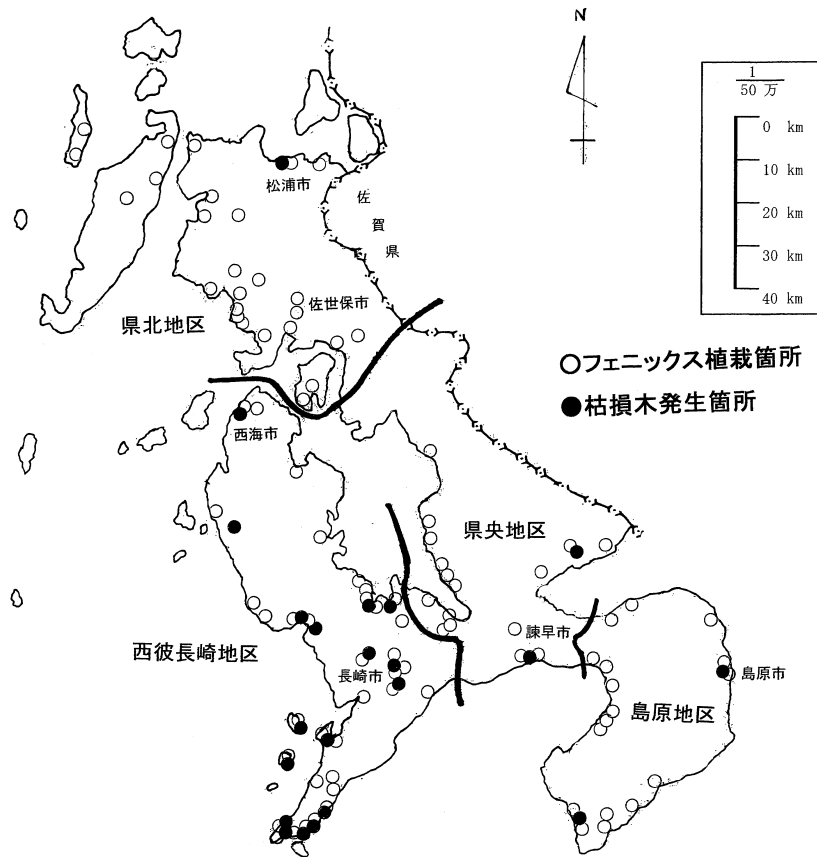 N
1
50 万
0 km
10 km
20 km
30 km
40 km
松浦市
佐
賀
県
佐世保市
県北地区
○フェニックス植栽箇所
●枯損木発生箇所
西海市
県央地区
諫早市
西彼長崎地区
長崎市
島原市
島原地区